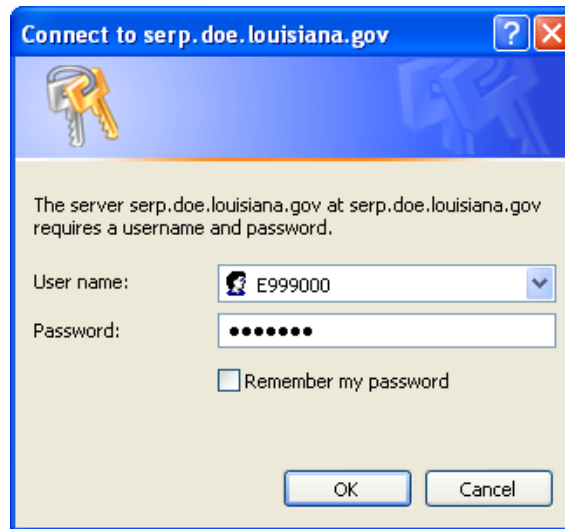 Connect to serp.doe.louisiana.gov
The server serp.doe.louisiana.gov at serp.doe.louisiana.gov
requires a username and password.
User name: E999000
Password: •••••••
Remember my password
OK Cancel